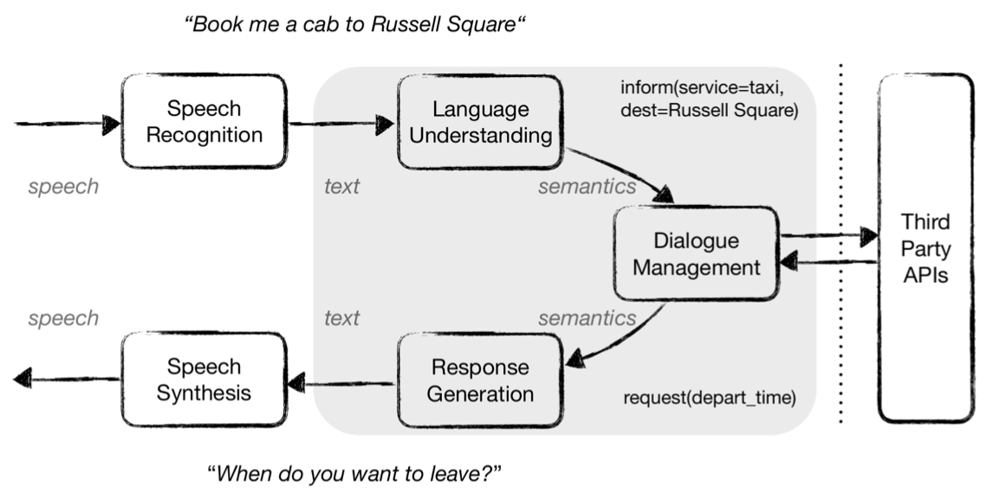 “Book me a cab to Russell Square“
Speech
Recognition
Language
Understanding
inform(service=taxi,
dest=Russell Square)
speech
text
semantics
Dialogue
Management
Third
Party
APIs
speech
text
semantics
Speech
Synthesis
Response
Generation
request(depart_time)
“When do you want to leave?”